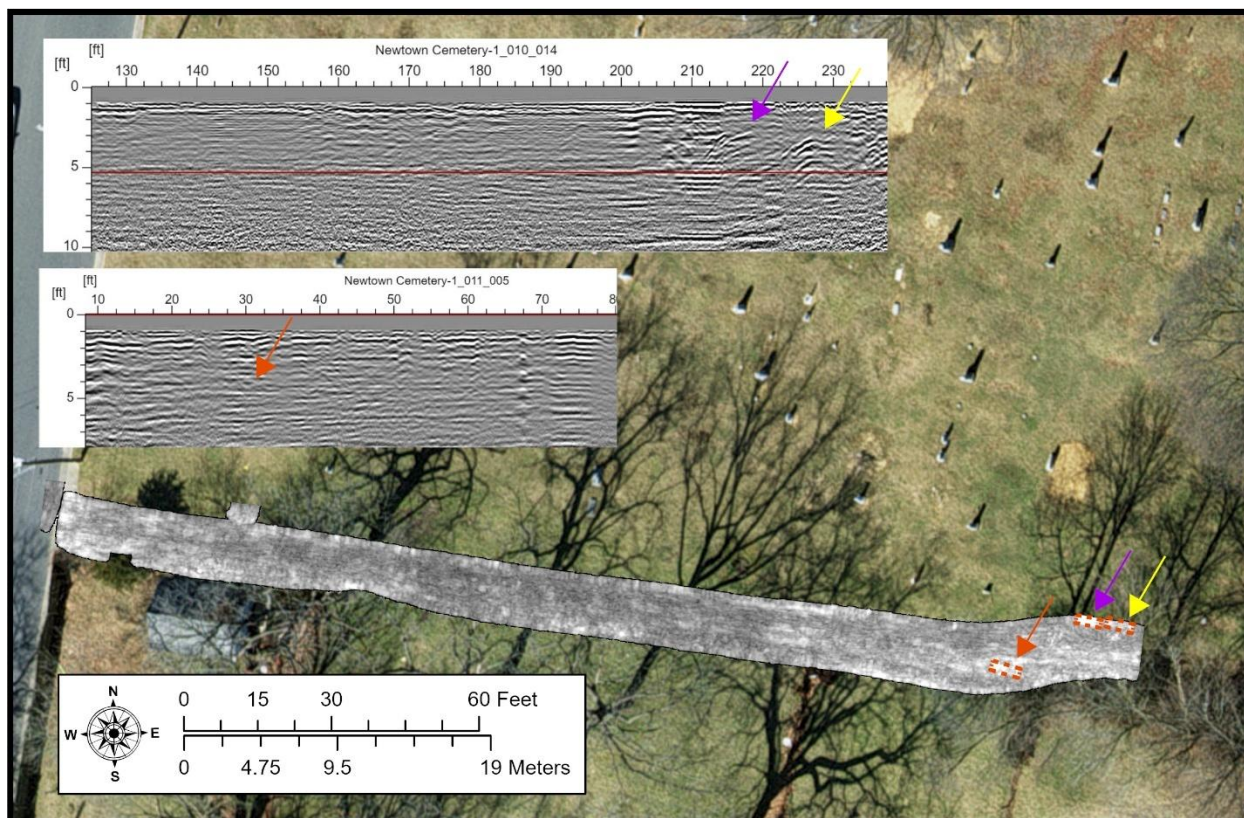 Newtown Cemetery-1_010_014
[ft]
[ft]
130 140 150 160 170 180 190 200 210 220 230
0
5
10
Newtown Cemetery-1_011_005
[ft]
[ft]
10 20 30 40 50 60 70 80
0
5
N
W E
S
0 15 30 60 Feet
0 4.75 9.5 19 Meters